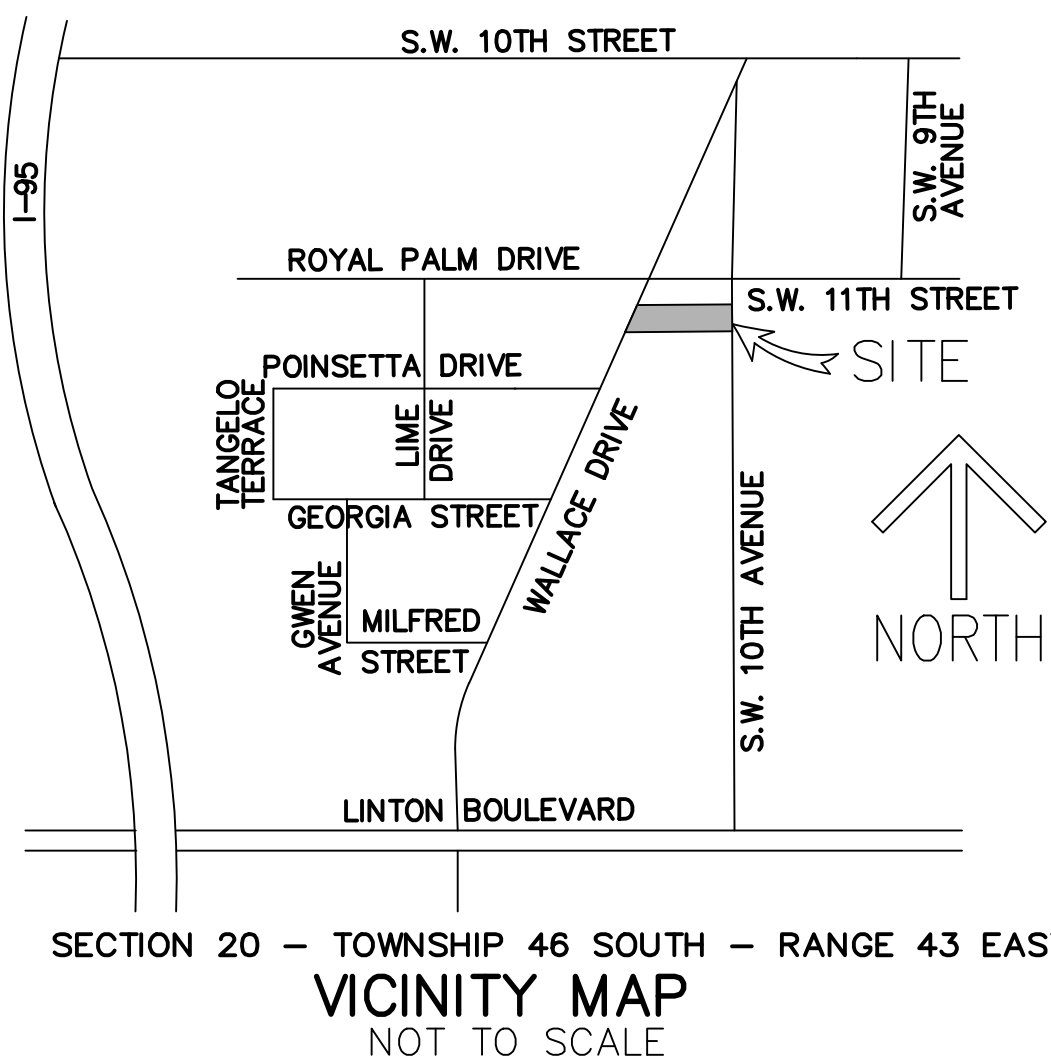 S.W. 10TH STREET
I-95
S.W. 9TH
AVENUE
ROYAL PALM DRIVE
S.W. 11TH STREET
SITE
POINSETTA DRIVE
TANGELO
TERRACE
LIME
DRIVE
WALLACE DRIVE
GEORGIA STREET
S.W. 10TH AVENUE
GWEN
AVENUE
MILFRED
STREET
NORTH
LINTON BOULEVARD
SECTION 20 – TOWNSHIP 46 SOUTH – RANGE 43 EAS
VICINITY MAP
NOT TO SCALE